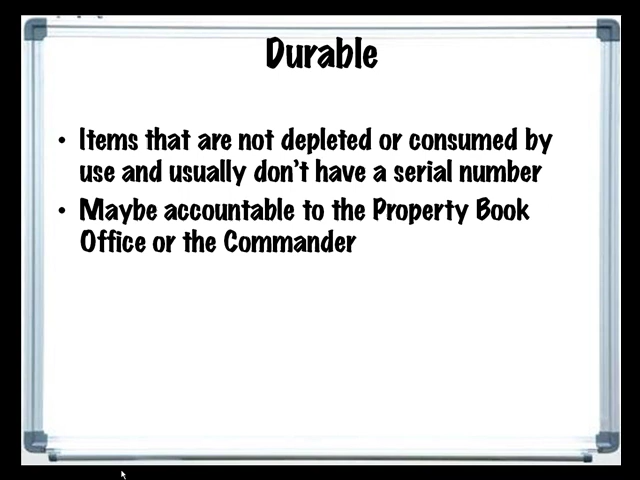 Durable
• Items that are not depleted or consumed by
use and usually don't have a serial number
• Maybe accountable to the Property Book
Office or the Commander